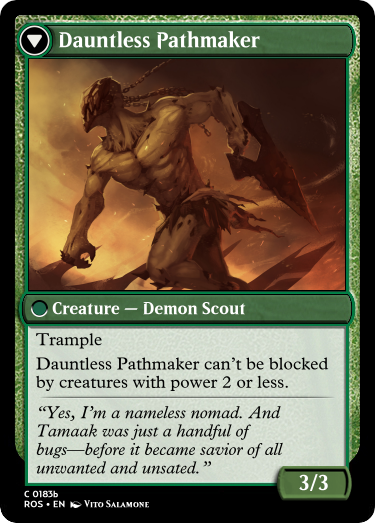 Dauntless Pathmaker
Creature — Demon Scout
Trample
Dauntless Pathmaker can't be blocked
by creatures with power 2 or less.
"Yes, I'm a nameless nomad. And
Tamaak was just a handful of
bugs—before it became savior of all
unwanted and unsated."
3/3
C 0183b
ROS • EN Vito Salamone